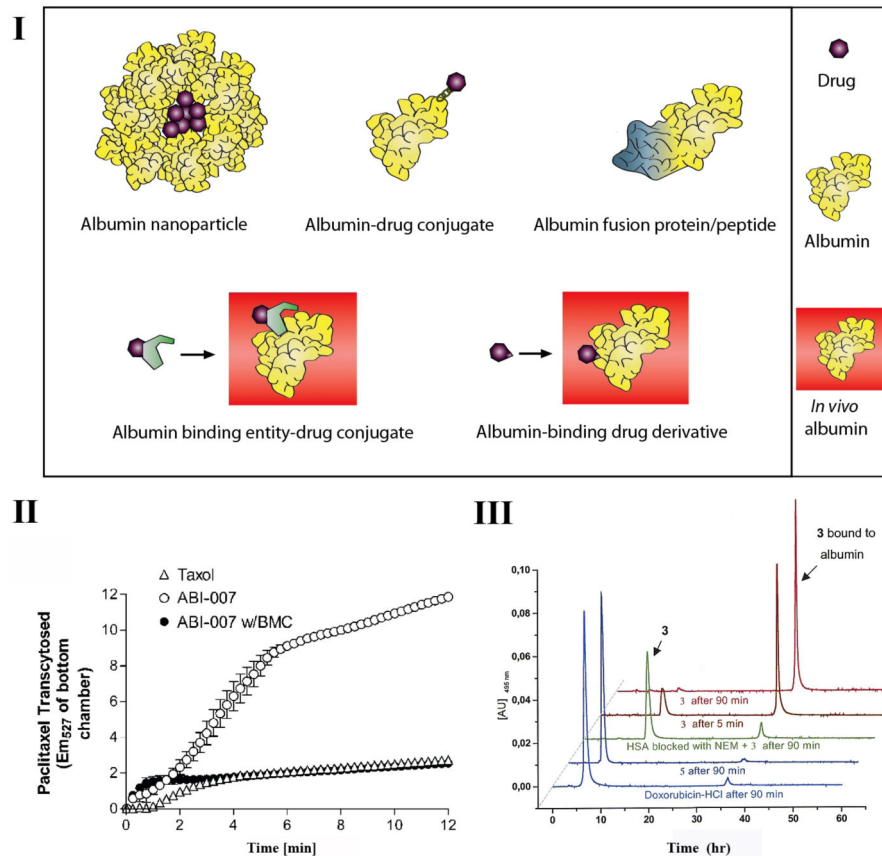 I
Drug
Albumin nanoparticle
Albumin-drug conjugate
Albumin fusion protein/peptide
Albumin
Albumin binding entity-drug conjugate
Albumin-binding drug derivative
In vivo
albumin
II
Taxol
ABI-007
ABI-007 w/BMC
Paclitaxel Transcytosed
(Em527 of bottom
chamber)
12
10
8
6
4
2
0
0 2 4 6 8 10 12
Time [min]
III
3 bound to
albumin
3
[AU] 495 nm
0,10
0,08
0,06
0,04
0,02
0,00
3 after 90 min
3 after 5 min
HSA blocked with NEM + 3 after 90 min
5 after 90 min
Doxorubicin-HCl after 90 min
0 10 20 30 40 50 60
Time (hr)